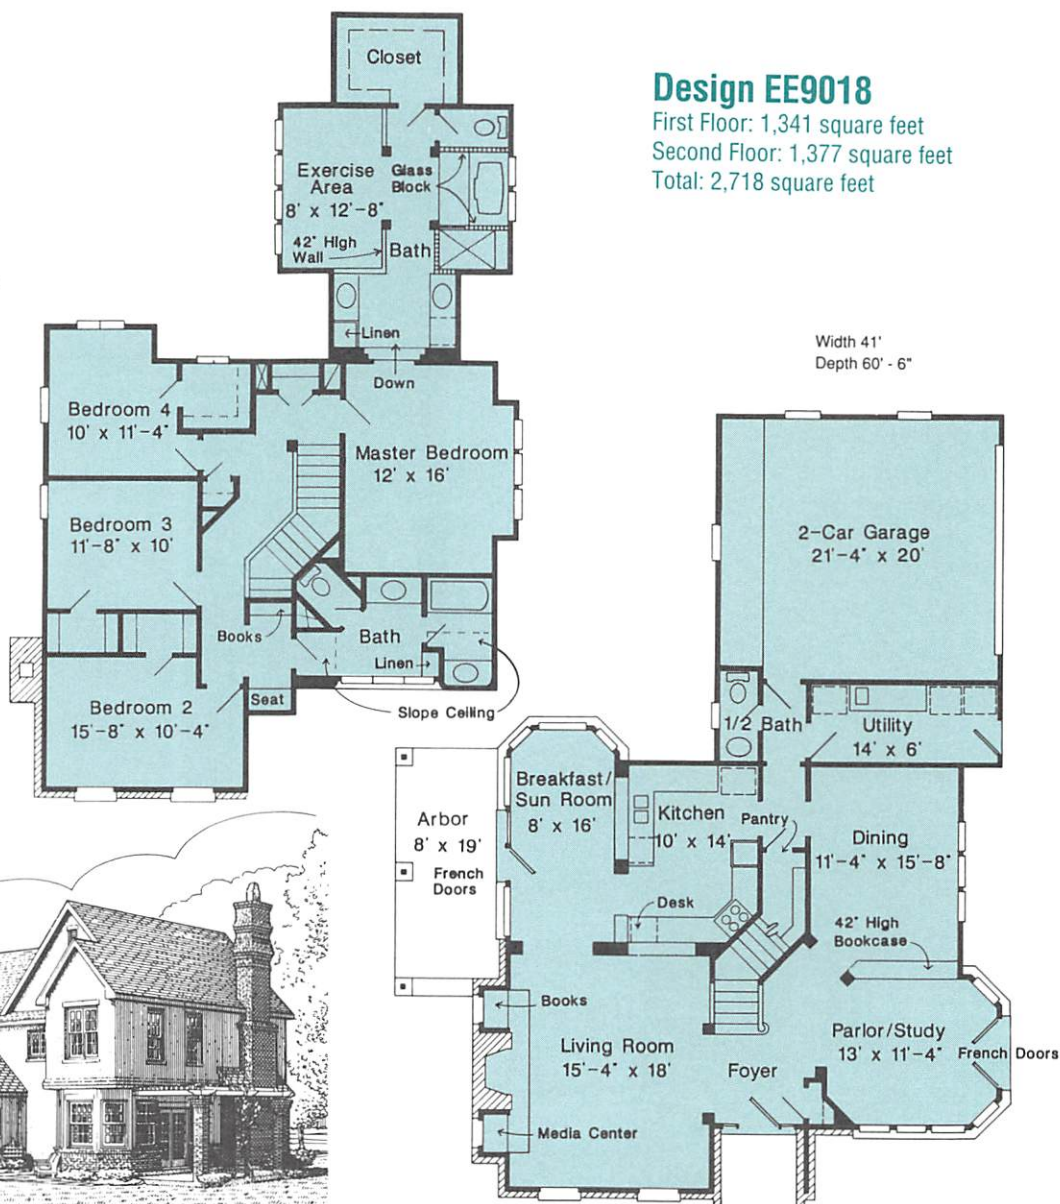 Design EE9018
First Floor: 1,341 square feet
Second Floor: 1,377 square feet
Total: 2,718 square feet
Width 41'
Depth 60' - 6"
Closet
Exercise
Area
8' x 12'-8"
Glass
Block
42" High
Wall
Bath
Linen
Down
Bedroom 4
10' x 11'-4"
Master Bedroom
12' x 16'
Bedroom 3
11'-8" x 10'
Books
Bath
Linen
Seat
Slope Ceiling
Bedroom 2
15'-8" x 10'-4"
2-Car Garage
21'-4" x 20'
1/2 Bath
Utility
14' x 6'
Breakfast/
Sun Room
8' x 16'
Kitchen
10' x 14'
Pantry
Dining
11'-4" x 15'-8"
Arbor
8' x 19'
French
Doors
Desk
42" High
Bookcase
Books
Living Room
15'-4" x 18'
Foyer
Parlor/Study
13' x 11'-4"
French Doors
Media Center